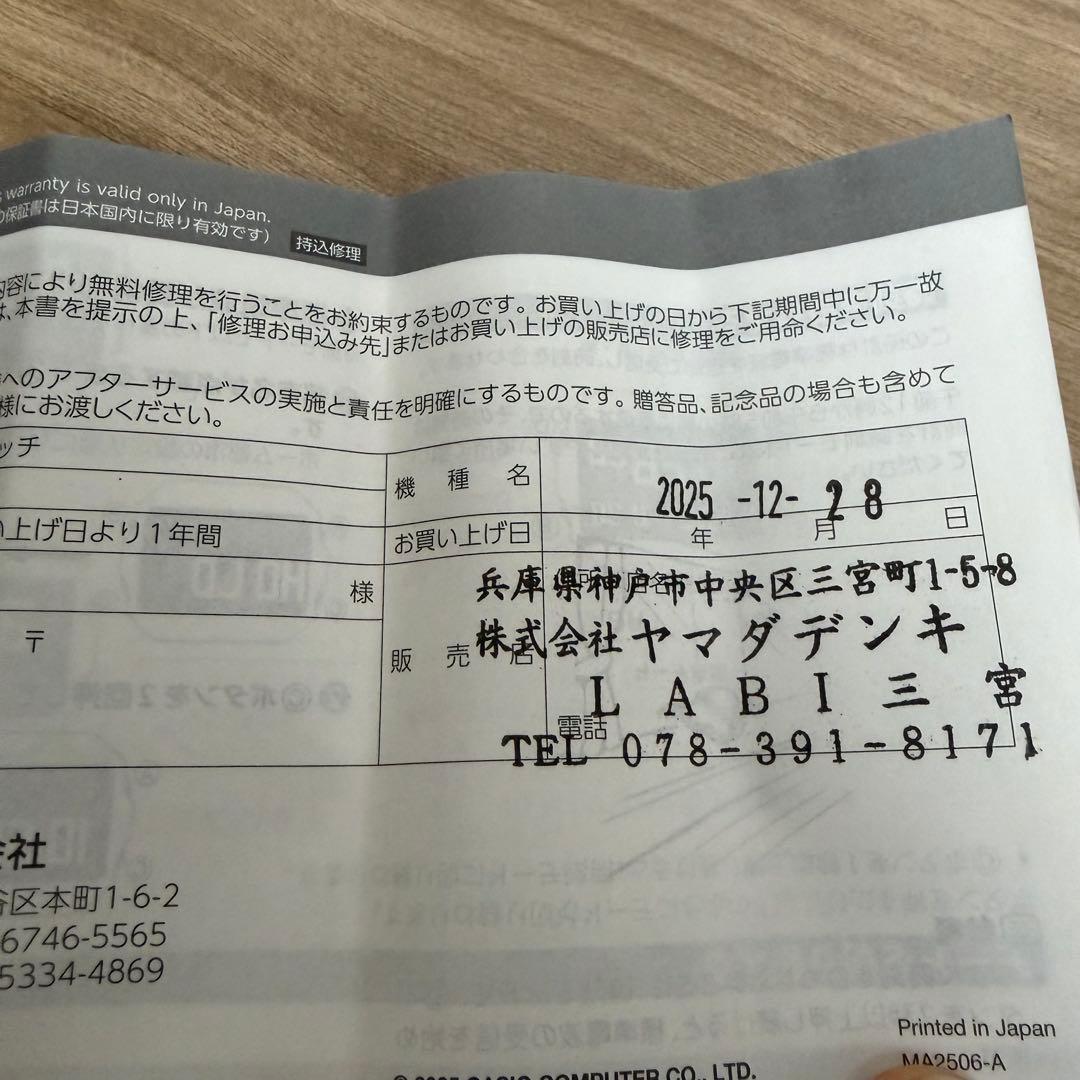 warranty is valid only in Japan.
保証書は日本国内に限り有効です)
持込修理
内容により無料修理を行うことをお約束するものです。お買い上げの日から下記期間中に万一故
は、本書を提示の上、「修理お申込み先」またはお買い上げの販売店に修理をご用命ください。
へのアフターサービスの実施と責任を明確にするものです。贈答品、記念品の場合も含めて
様にお渡しください。
ッチ
機種名
い上げ日より1年間
お買い上げ日
2025 -12- 28
年 月 日
様
〒
販売店
兵庫県神戸市中央区三宮町1-5-8
株式会社ヤマダデンキ
LABI三宮
電話
TEL 078-391-8171
会社
谷区本町1-6-2
6746-5565
5334-4869
Printed in Japan
MA2506-A
CASIO COMPUTER CO., LTD.